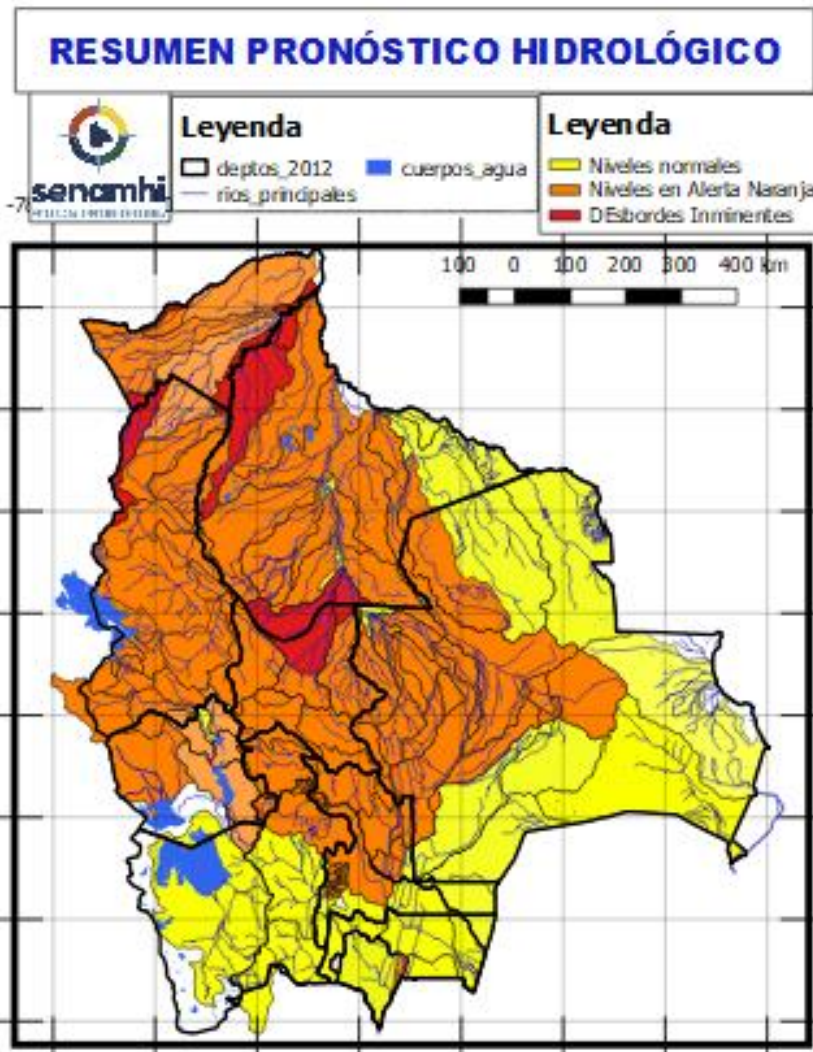 RESUMEN PRONÓSTICO HIDROLÓGICO
senamhi
Leyenda
deptos_2012
cuerpos_agua
rios_principales
Leyenda
Niveles normales
Niveles en Alerta Naranja
DEsbordes Inminentes
100 0 100 200 300 400 km